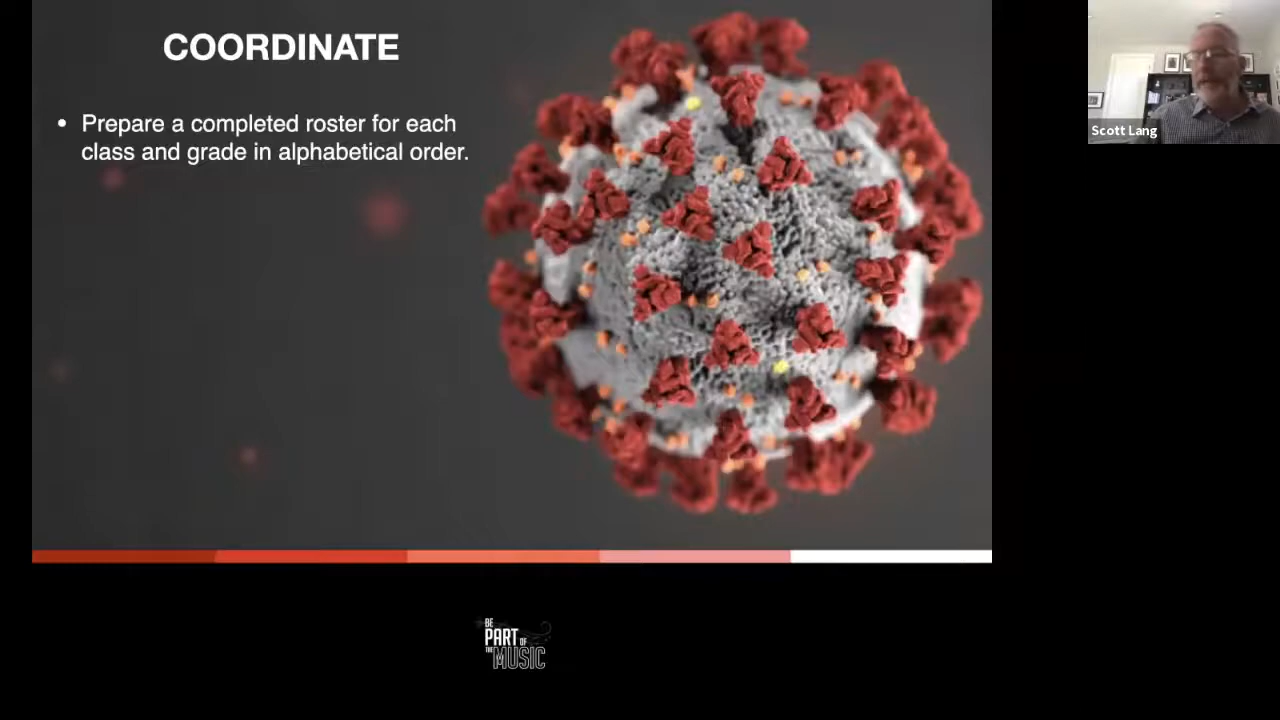 COORDINATE
• Prepare a completed roster for each
class and grade in alphabetical order.
Scott Lang
BE
PART OF
THE MUSIC